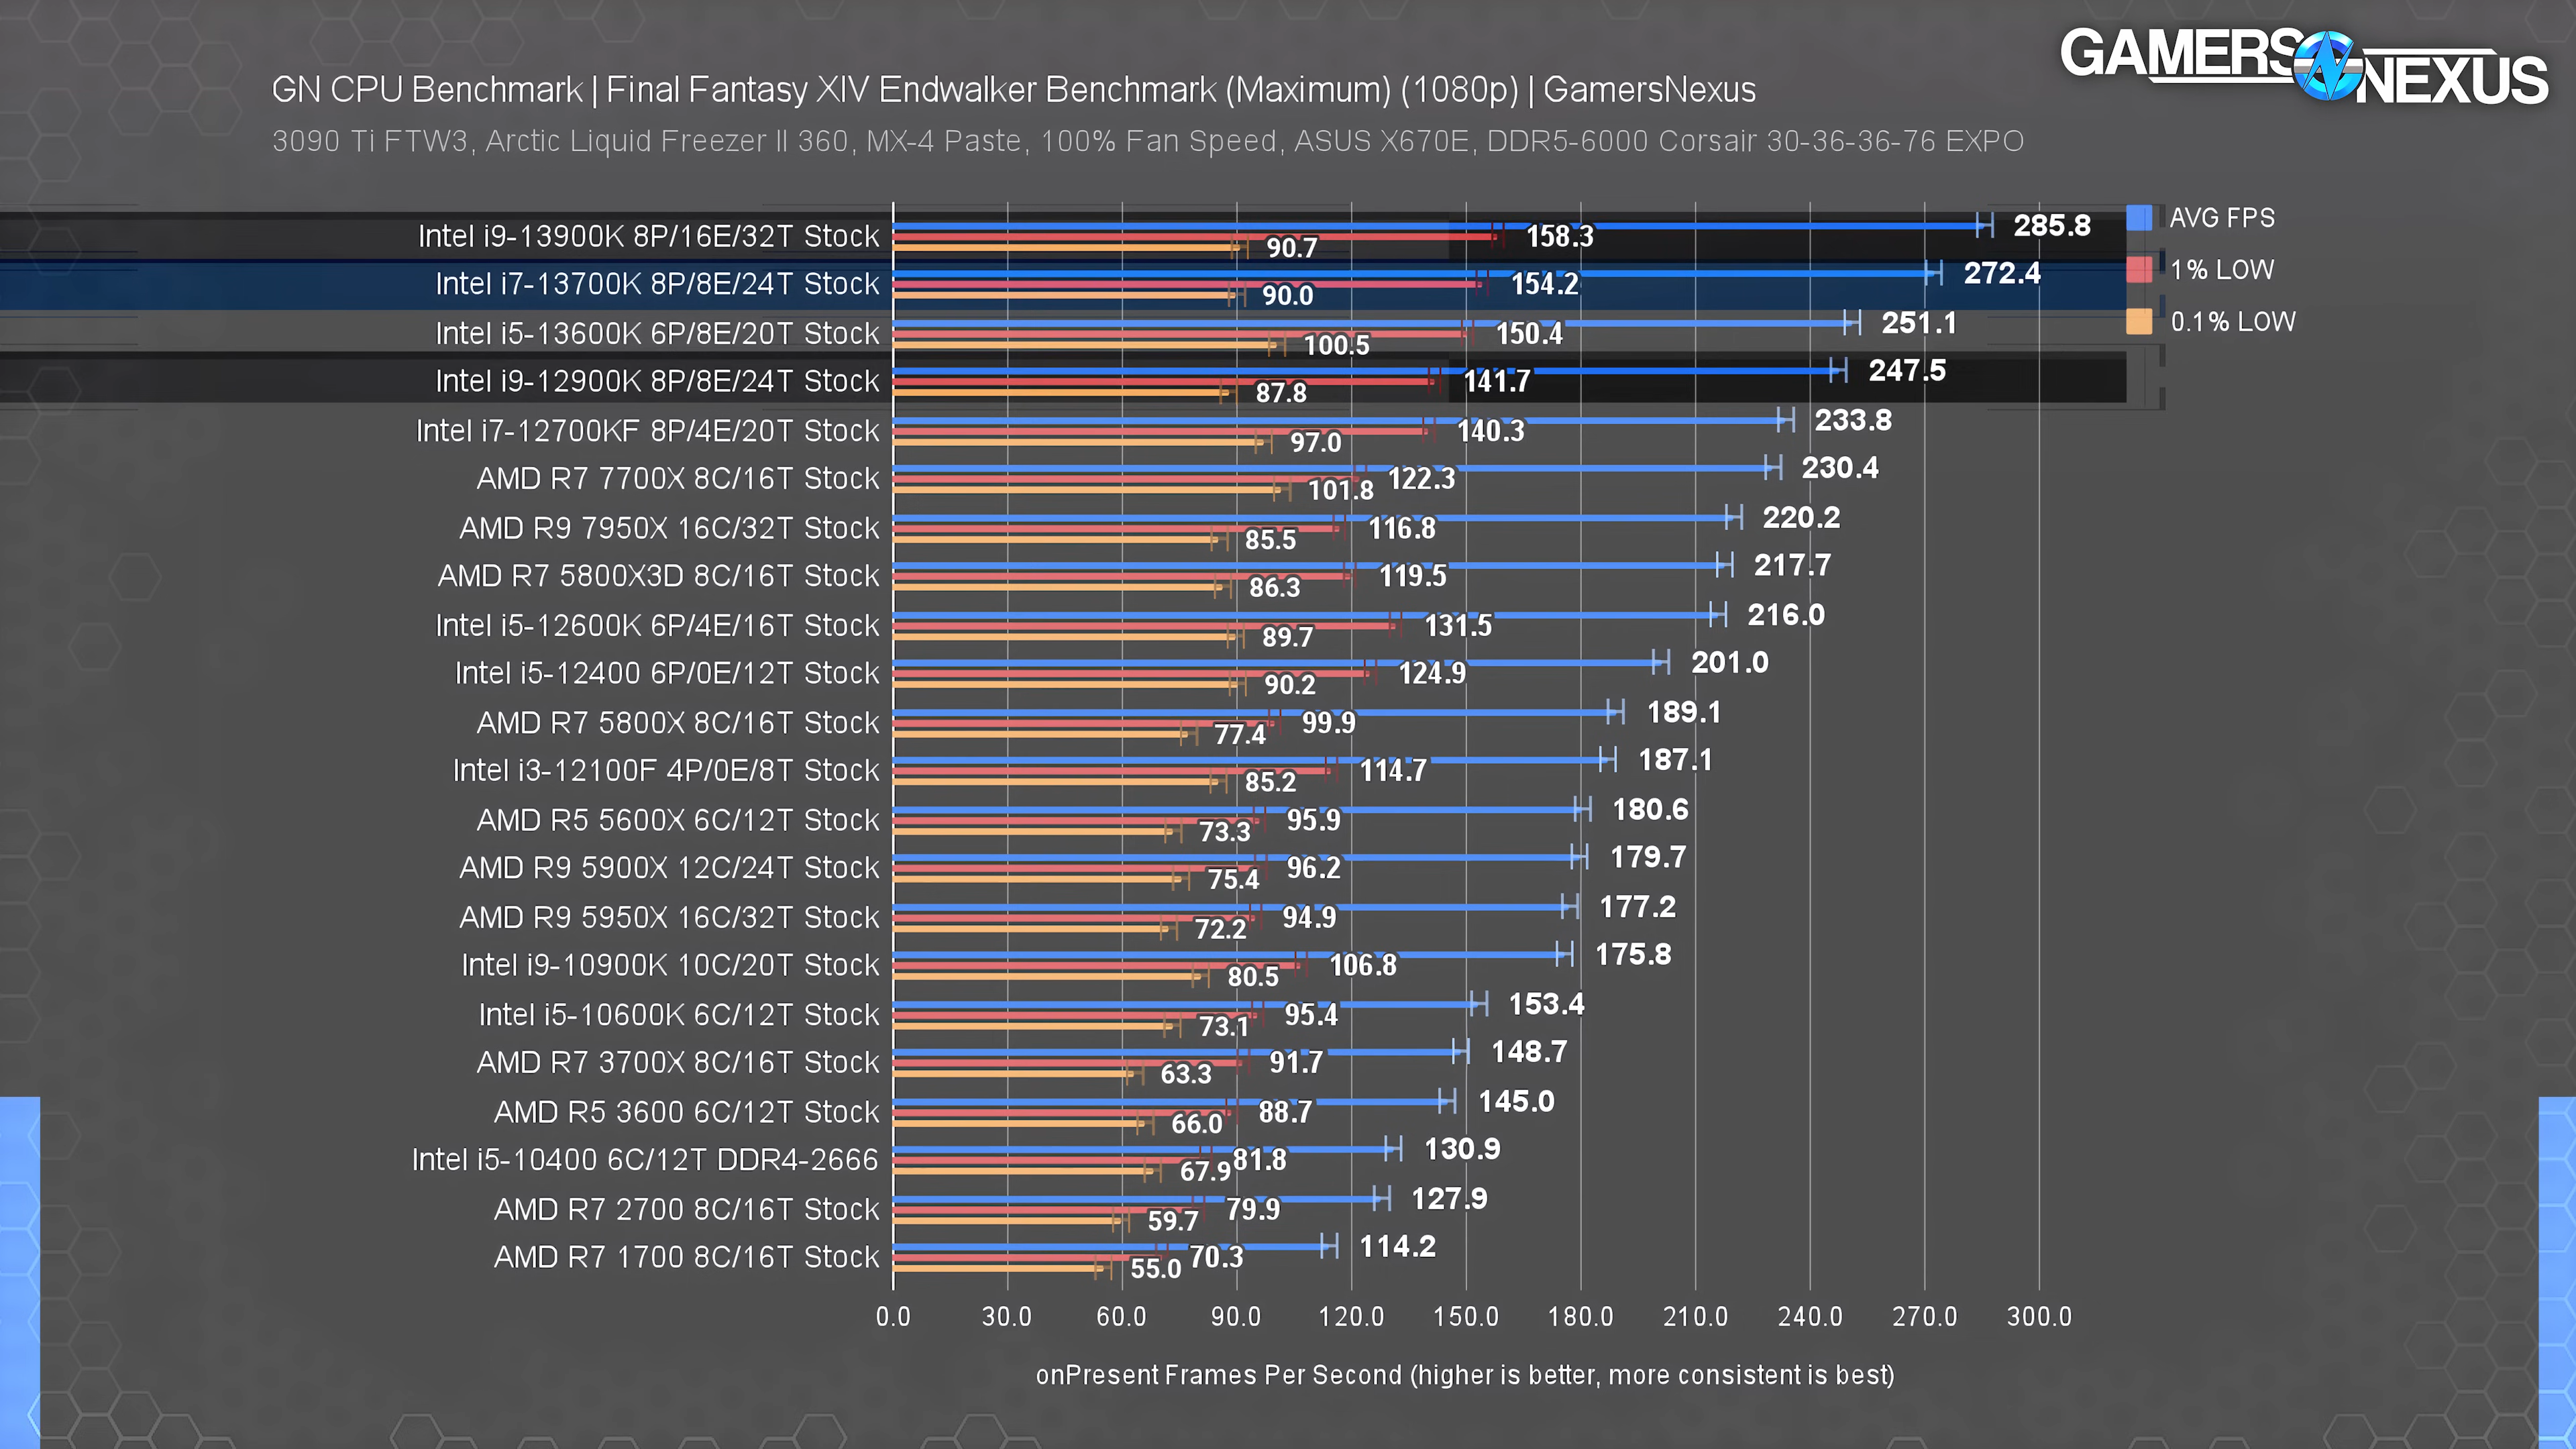 GAMERS NEXUS
GN CPU Benchmark | Final Fantasy XIV Endwalker Benchmark (Maximum) (1080p) | GamersNexus
3090 Ti FTW3, Arctic Liquid Freezer II 360, MX-4 Paste, 100% Fan Speed, ASUS X670E, DDR5-6000 Corsair 30-36-36-76 EXPO
AVG FPS
1% LOW
0.1% LOW
Intel i9-13900K 8P/16E/32T Stock 285.8 158.3 90.7
Intel i7-13700K 8P/8E/24T Stock 272.4 154.2 90.0
Intel i5-13600K 6P/8E/20T Stock 251.1 150.4 100.5
Intel i9-12900K 8P/8E/24T Stock 247.5 141.7 87.8
Intel i7-12700KF 8P/4E/20T Stock 233.8 140.3 97.0
AMD R7 7700X 8C/16T Stock 230.4 122.3 101.8
AMD R9 7950X 16C/32T Stock 220.2 116.8 85.5
AMD R7 5800X3D 8C/16T Stock 217.7 119.5 86.3
Intel i5-12600K 6P/4E/16T Stock 216.0 131.5 89.7
Intel i5-12400 6P/0E/12T Stock 201.0 124.9 90.2
AMD R7 5800X 8C/16T Stock 189.1 99.9 77.4
Intel i3-12100F 4P/0E/8T Stock 187.1 114.7 85.2
AMD R5 5600X 6C/12T Stock 180.6 95.9 73.3
AMD R9 5900X 12C/24T Stock 179.7 96.2 75.4
AMD R9 5950X 16C/32T Stock 177.2 94.9 72.2
Intel i9-10900K 10C/20T Stock 175.8 106.8 80.5
Intel i5-10600K 6C/12T Stock 153.4 95.4 73.1
AMD R7 3700X 8C/16T Stock 148.7 91.7 63.3
AMD R5 3600 6C/12T Stock 145.0 88.7 66.0
Intel i5-10400 6C/12T DDR4-2666 130.9 81.8 67.9
AMD R7 2700 8C/16T Stock 127.9 79.9 59.7
AMD R7 1700 8C/16T Stock 114.2 70.3 55.0
0.0 30.0 60.0 90.0 120.0 150.0 180.0 210.0 240.0 270.0 300.0
onPresent Frames Per Second (higher is better, more consistent is best)